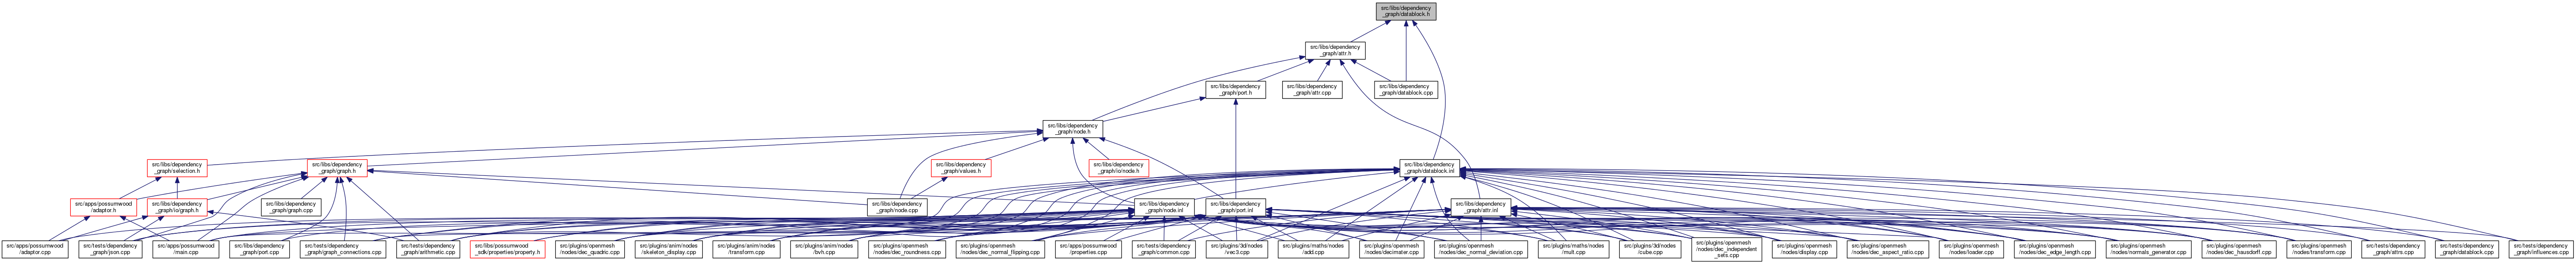 src/libs/dependency
_graph/datablock.h
src/libs/dependency
_graph/attr.h
src/libs/dependency
_graph/port.h
src/libs/dependency
_graph/attr.cpp
src/libs/dependency
_graph/datablock.cpp
src/libs/dependency
_graph/node.h
src/libs/dependency
_graph/selection.h
src/libs/dependency
_graph/graph.h
src/libs/dependency
_graph/values.h
src/libs/dependency
_graph/io/node.h
src/libs/dependency
_graph/datablock.inl
src/apps/possumwood
/adaptor.h
src/libs/dependency
_graph/io/graph.h
src/libs/dependency
_graph/graph.cpp
src/libs/dependency
_graph/node.cpp
src/libs/dependency
_graph/node.inl
src/libs/dependency
_graph/port.inl
src/libs/dependency
_graph/attr.inl
src/apps/possumwood
/adaptor.cpp
src/tests/dependency
_graph/json.cpp
src/apps/possumwood
/main.cpp
src/libs/dependency
_graph/port.cpp
src/tests/dependency
_graph/graph_connections.cpp
src/tests/dependency
_graph/arithmetic.cpp
src/libs/possumwood
_sdk/properties/property.h
src/plugins/openmesh
/nodes/dec_quadric.cpp
src/plugins/anim/nodes
/skeleton_display.cpp
src/plugins/anim/nodes
/transform.cpp
src/plugins/anim/nodes
/bvh.cpp
src/plugins/openmesh
/nodes/dec_roundness.cpp
src/plugins/openmesh
/nodes/dec_normal_flipping.cpp
src/apps/possumwood
/properties.cpp
src/tests/dependency
_graph/common.cpp
src/plugins/3d/nodes
/vec3.cpp
src/plugins/maths/nodes
/add.cpp
src/plugins/openmesh
/nodes/decimater.cpp
src/plugins/openmesh
/nodes/dec_normal_deviation.cpp
src/plugins/maths/nodes
/mult.cpp
src/plugins/3d/nodes
/cube.cpp
src/plugins/openmesh
/nodes/dec_independent
_sets.cpp
src/plugins/openmesh
/nodes/display.cpp
src/plugins/openmesh
/nodes/dec_aspect_ratio.cpp
src/plugins/openmesh
/nodes/loader.cpp
src/plugins/openmesh
/nodes/dec_edge_length.cpp
src/plugins/openmesh
/nodes/normals_generator.cpp
src/plugins/openmesh
/nodes/dec_hausdorff.cpp
src/plugins/openmesh
/nodes/transform.cpp
src/tests/dependency
_graph/attrs.cpp
src/tests/dependency
_graph/datablock.cpp
src/tests/dependency
_graph/influences.cpp